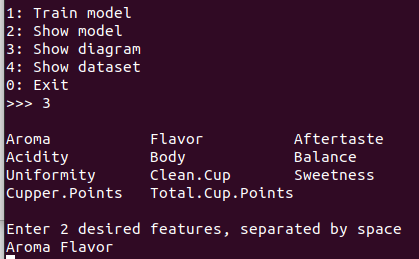 1: Train model
2: Show model
3: Show diagram
4: Show dataset
0: Exit
>>> 3
Aroma Flavor Aftertaste
Acidity Body Balance
Uniformity Clean.Cup Sweetness
Cupper.Points Total.Cup.Points
Enter 2 desired features, separated by space
Aroma Flavor